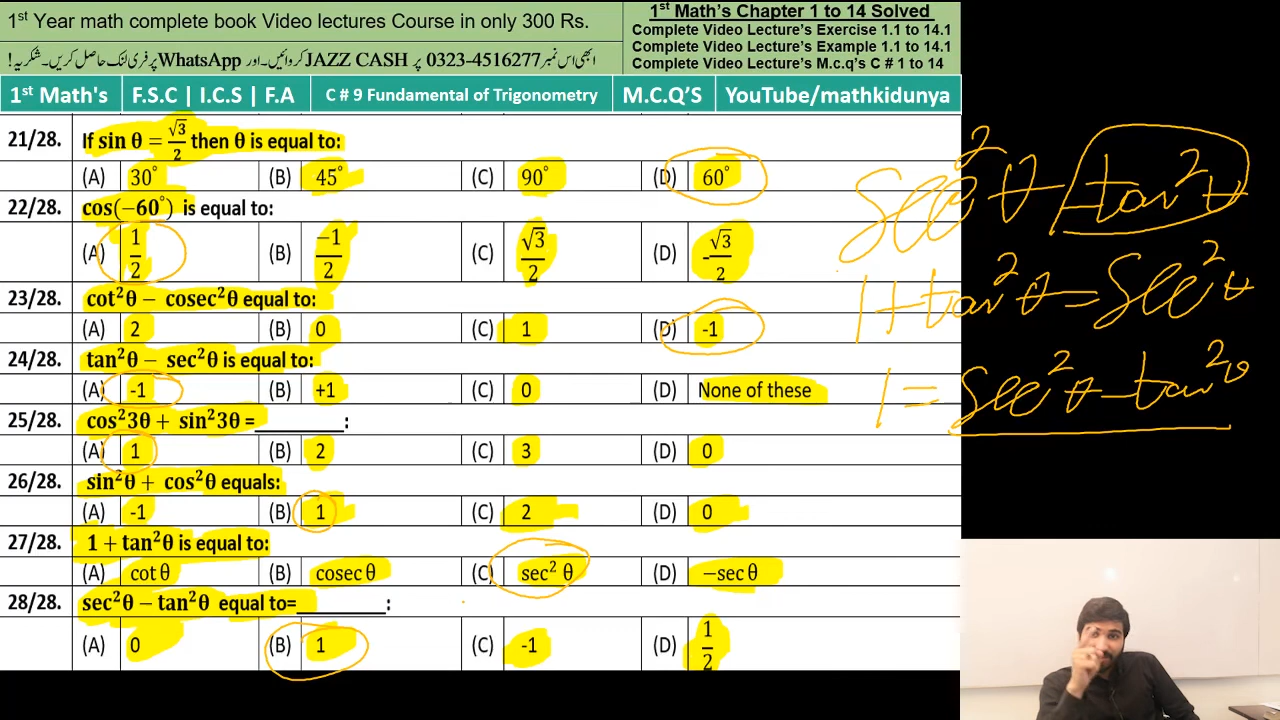 1st Year math complete book Video lectures Course in only 300 Rs.
ابھی اس نمبر 0323-4516277 پر JAZZ CASH کروائیں۔اور WhatsApp پر فری لنک حاصل کریں۔شکریہ!
1st Math's Chapter 1 to 14 Solved
Complete Video Lecture's Exercise 1.1 to 14.1
Complete Video Lecture's Example 1.1 to 14.1
Complete Video Lecture's M.c.q's C # 1 to 14
1st Math's F.S.C | I.C.S | F.A C # 9 Fundamental of Trigonometry M.C.Q'S YouTube/mathkidunya
21/28. If sin θ = √3/2 then θ is equal to:
(A) 30° (B) 45° (C) 90° (D) 60°
22/28. cos(−60°) is equal to:
(A) 1/2 (B) −1/2 (C) √3/2 (D) -√3/2
23/28. cot²θ − cosec²θ equal to:
(A) 2 (B) 0 (C) 1 (D) -1
24/28. tan²θ − sec²θ is equal to:
(A) -1 (B) +1 (C) 0 (D) None of these
25/28. cos²3θ + sin²3θ =________:
(A) 1 (B) 2 (C) 3 (D) 0
26/28. sin²θ + cos²θ equals:
(A) -1 (B) 1 (C) 2 (D) 0
27/28. 1 + tan²θ is equal to:
(A) cot θ (B) cosec θ (C) sec² θ (D) −sec θ
28/28. sec²θ − tan²θ equal to=________:
(A) 0 (B) 1 (C) -1 (D) 1/2
sec²θ − tan²θ
1 + tan²θ = sec²θ
1 = sec²θ − tan²θ